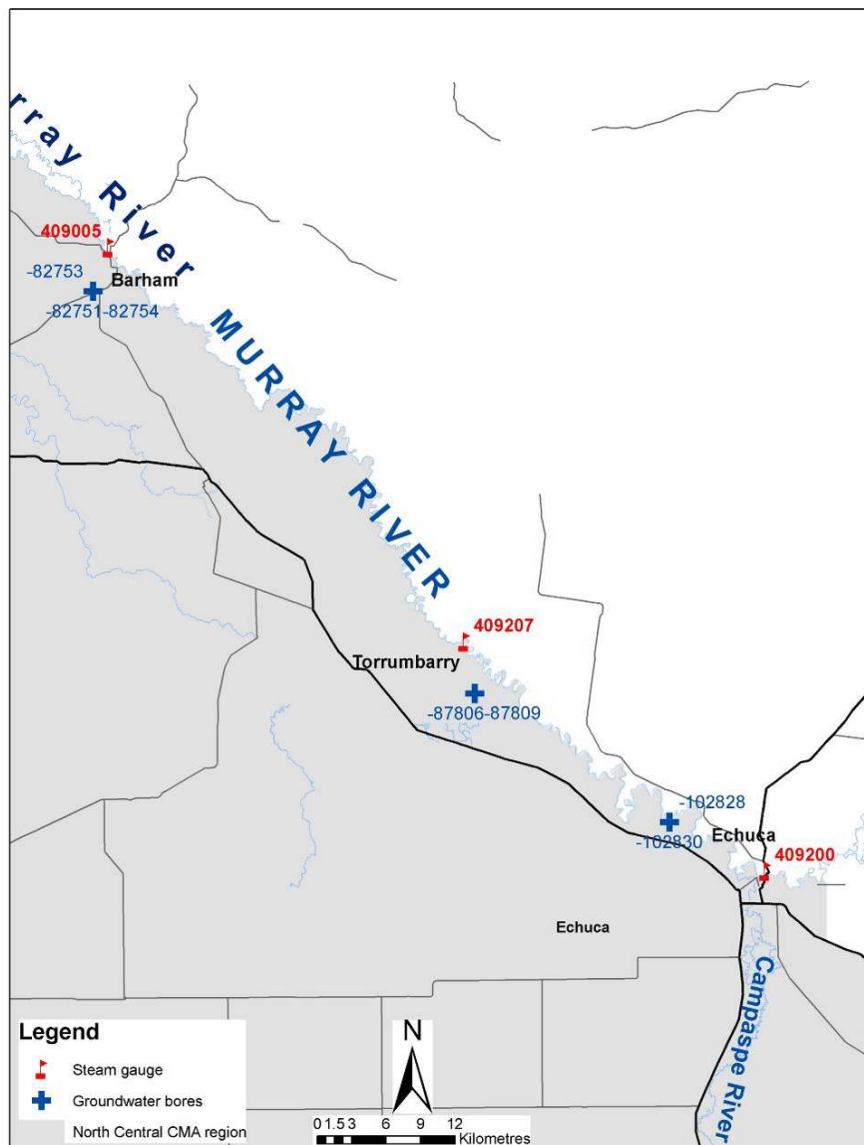 rray River
409005
-82753
Barham
-82751-82754
MURRAY RIVER
409207
Torrumbarry
-87806-87809
-102828
Echuca
-102830
409200
Echuca
Campaspe River
Legend
Steam gauge
Groundwater bores
North Central CMA region
N
0 1.5 3 6 9 12
Kilometres